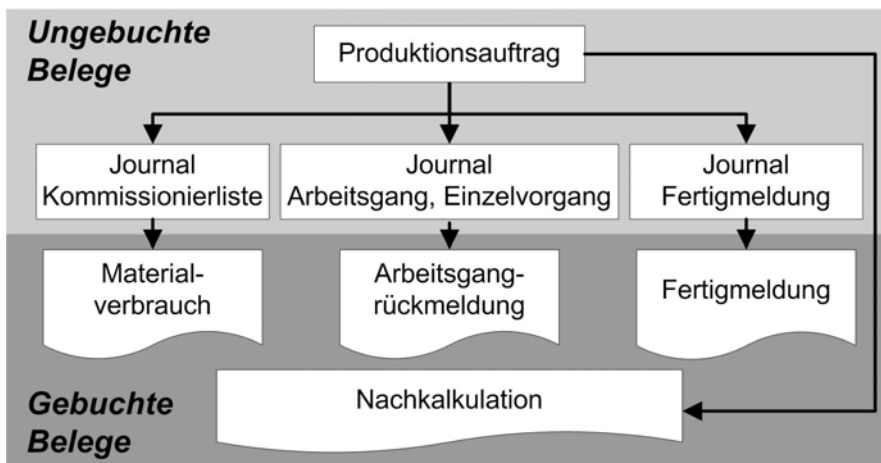 Ungebuchte
Belege
Produktionsauftrag
Journal
Kommissionierliste
Journal
Arbeitsgang, Einzelvorgang
Journal
Fertigmeldung
Material-
verbrauch
Arbeitsgang-
rückmeldung
Fertigmeldung
Nachkalkulation
Gebuchte
Belege